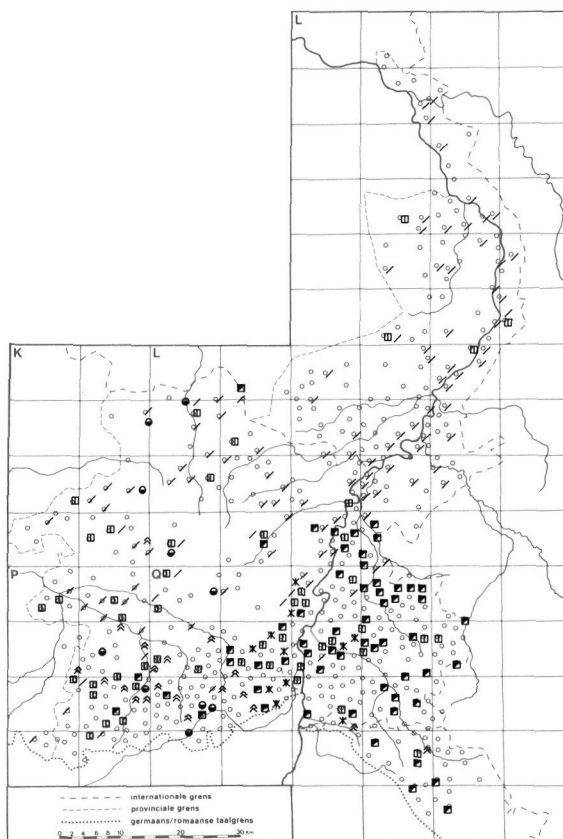 L
K L
P Q
internationale grens
provinciale grens
germaans/romaanse taalgrens
0 2 4 6 8 10 20 30 Km